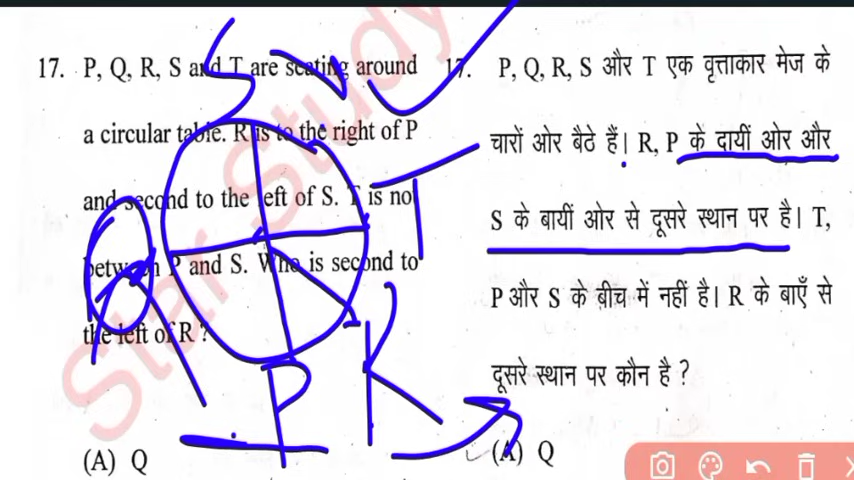 17. P, Q, R, S and T are seating around
a circular table. R is to the right of P
and second to the left of S. T is not
between P and S. Who is second to
the left of R ?
(A) Q
17. P, Q, R, S और T एक वृत्ताकार मेज के
चारों ओर बैठे हैं। R, P के दायीं ओर और
S के बायीं ओर से दूसरे स्थान पर है। T,
P और S के बीच में नहीं है। R के बाएँ से
दूसरे स्थान पर कौन है ?
(A) Q
Star Study
S
T
P
R